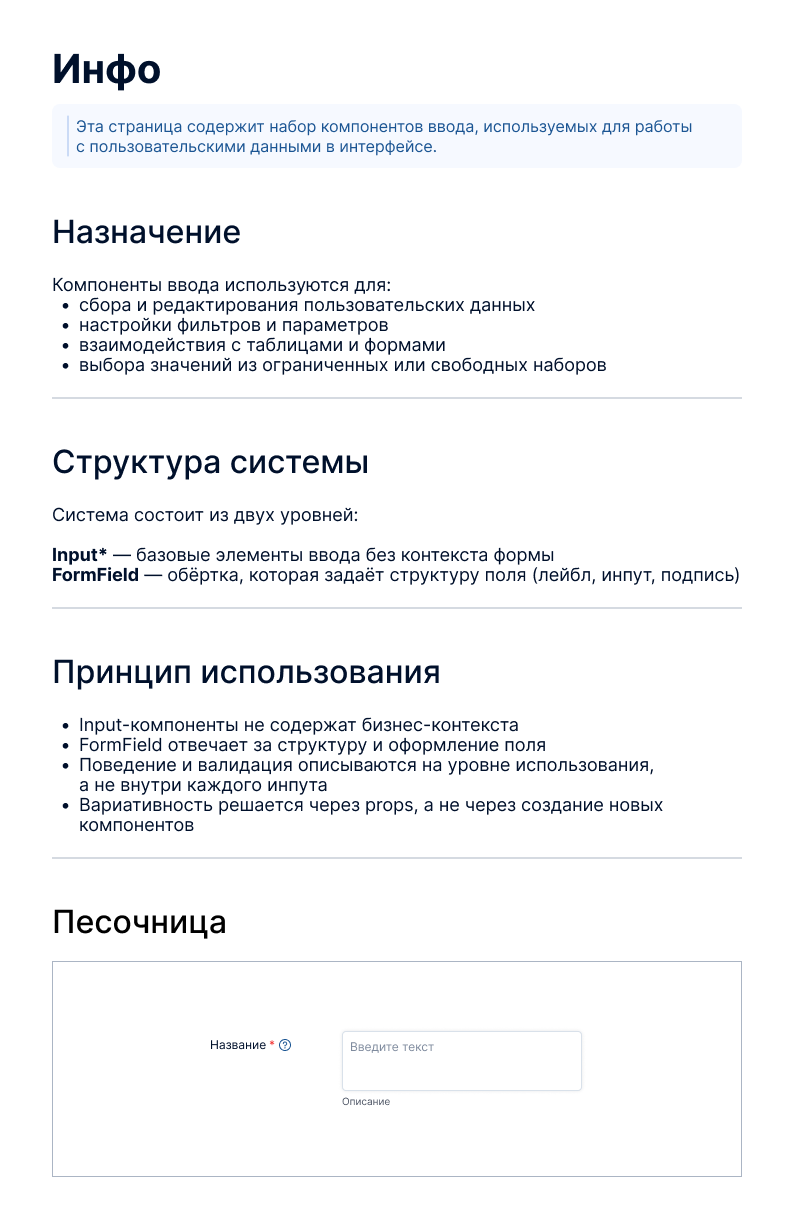 Инфо
Эта страница содержит набор компонентов ввода, используемых для работы
с пользовательскими данными в интерфейсе.
Назначение
Компоненты ввода используются для:
• сбора и редактирования пользовательских данных
• настройки фильтров и параметров
• взаимодействия с таблицами и формами
• выбора значений из ограниченных или свободных наборов
Структура системы
Система состоит из двух уровней:
Input* — базовые элементы ввода без контекста формы
FormField — обёртка, которая задаёт структуру поля (лейбл, инпут, подпись)
Принцип использования
• Input-компоненты не содержат бизнес-контекста
• FormField отвечает за структуру и оформление поля
• Поведение и валидация описываются на уровне использования,
а не внутри каждого инпута
• Вариативность решается через props, а не через создание новых
компонентов
Песочница
Название * ?
Введите текст
Описание